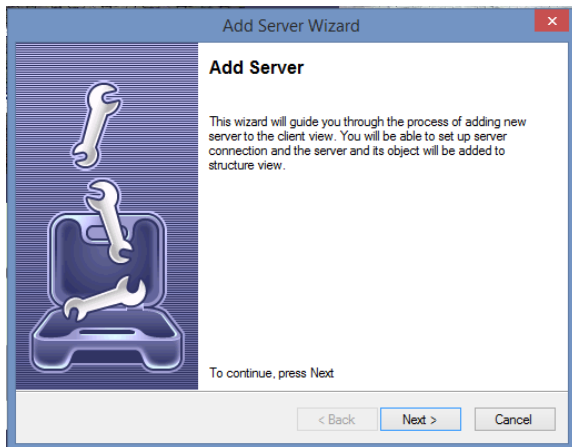 Add Server Wizard
Add Server
This wizard will guide you through the process of adding new
server to the client view. You will be able to set up server
connection and the server and its object will be added to
structure view.
To continue, press Next
< Back Next > Cancel